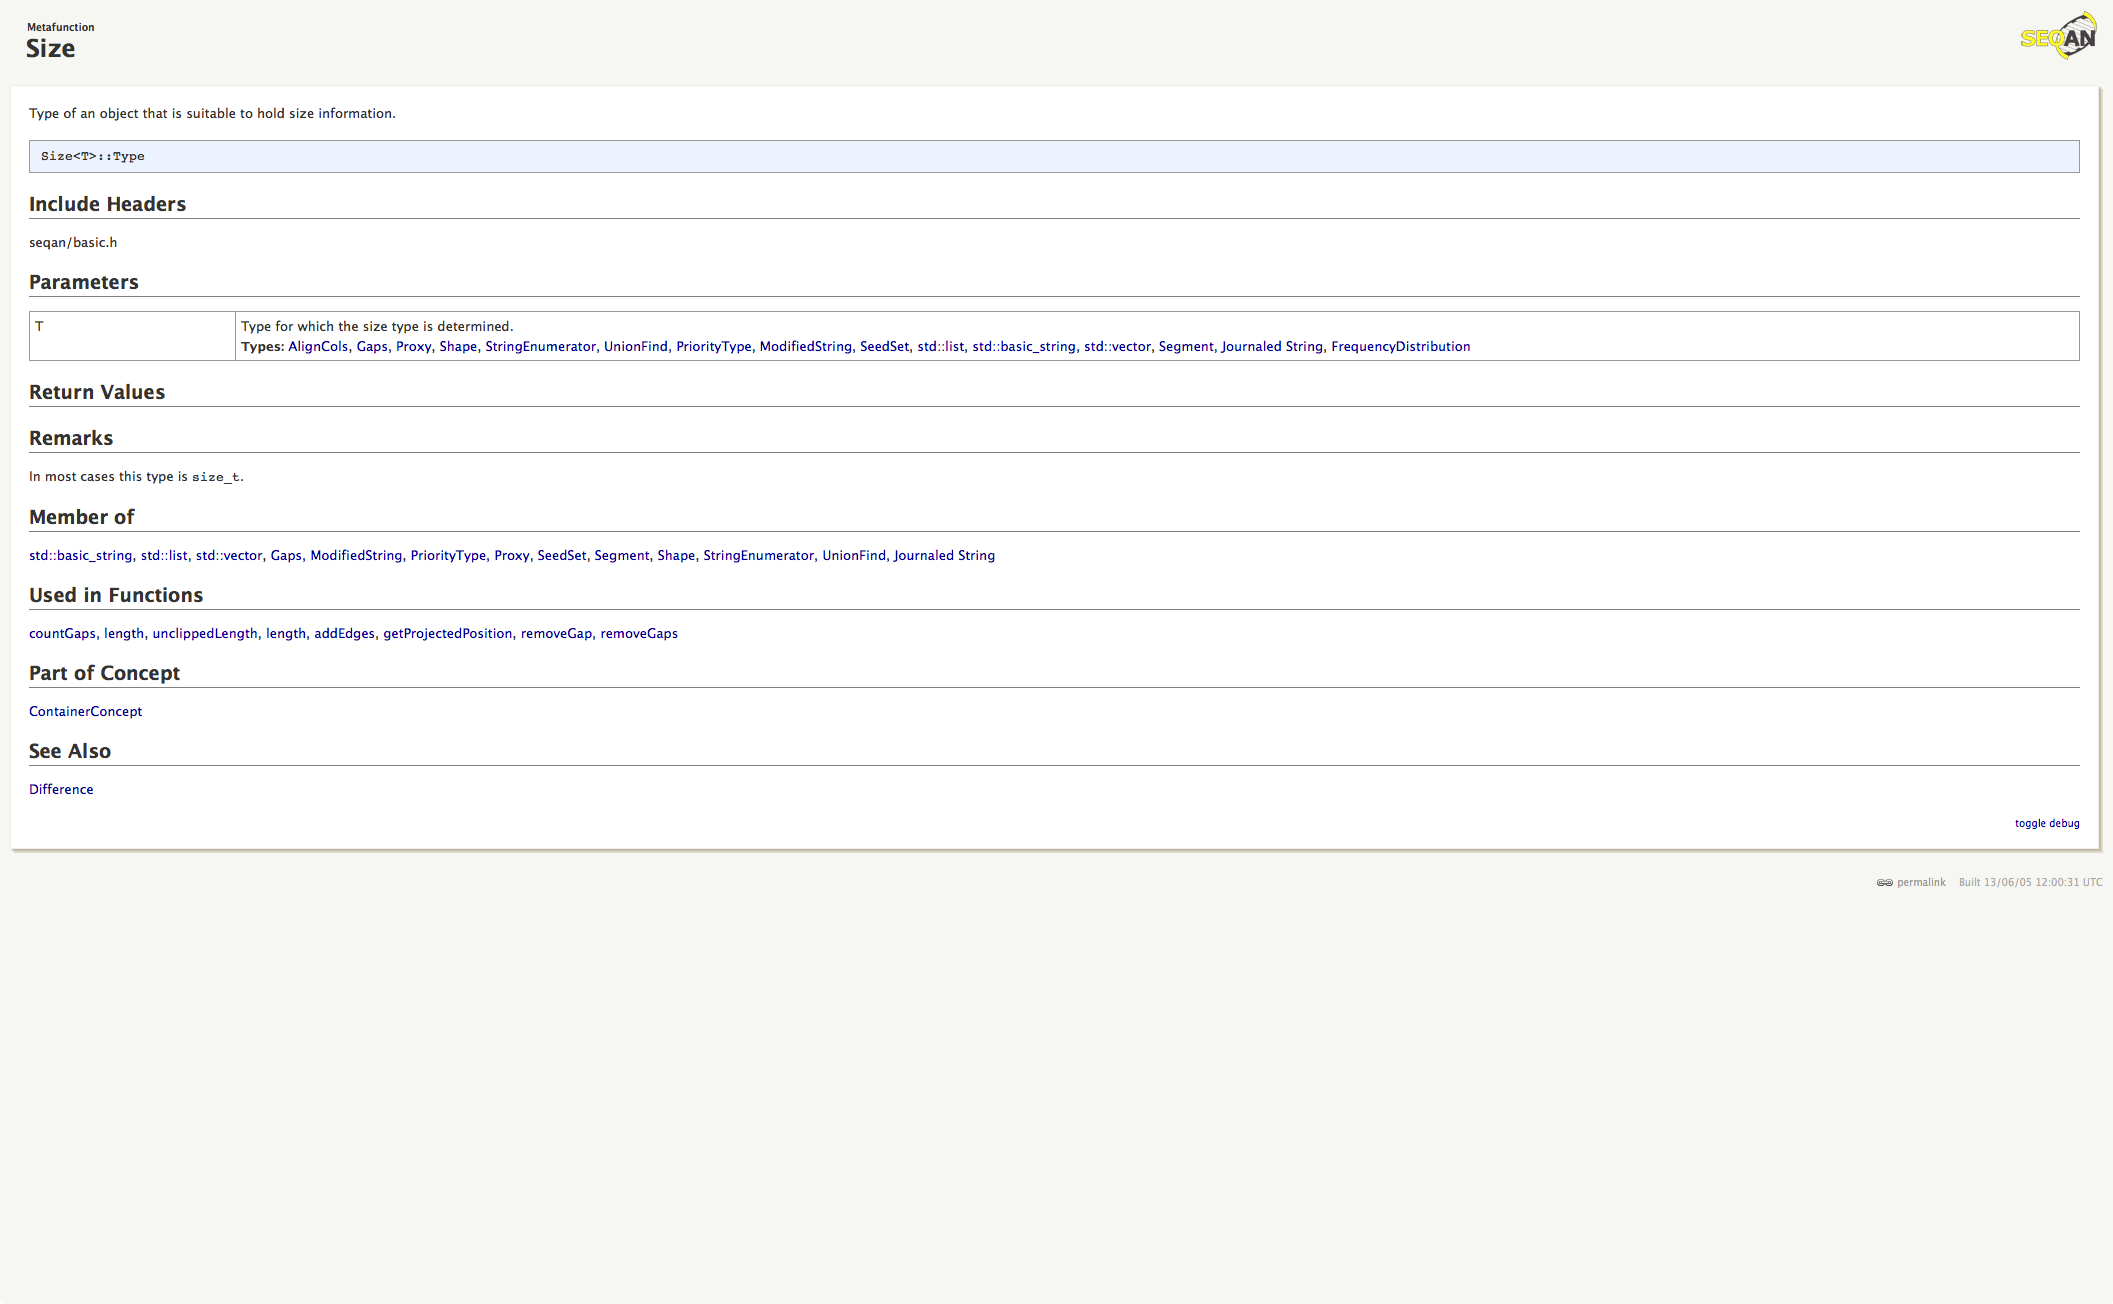 Metafunction
Size
SEQAN
Type of an object that is suitable to hold size information.
Size<T>::Type
Include Headers
seqan/basic.h
Parameters
T
Type for which the size type is determined.
Types: AlignCols, Gaps, Proxy, Shape, StringEnumerator, UnionFind, PriorityType, ModifiedString, SeedSet, std::list, std::basic_string, std::vector, Segment, Journaled String, FrequencyDistribution
Return Values
Remarks
In most cases this type is size_t.
Member of
std::basic_string, std::list, std::vector, Gaps, ModifiedString, PriorityType, Proxy, SeedSet, Segment, Shape, StringEnumerator, UnionFind, Journaled String
Used in Functions
countGaps, length, unclippedLength, length, addEdges, getProjectedPosition, removeGap, removeGaps
Part of Concept
ContainerConcept
See Also
Difference
toggle debug
permalink Built 13/06/05 12:00:31 UTC